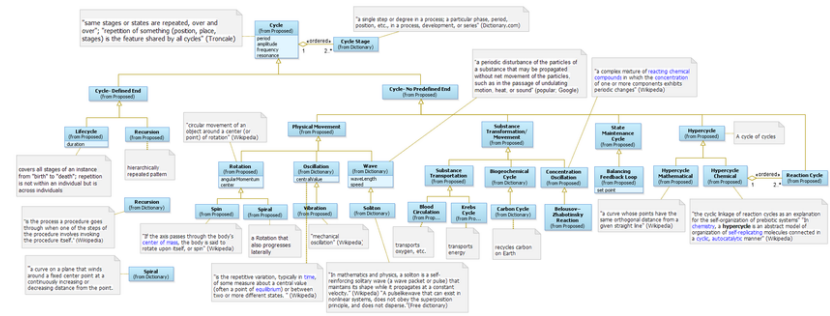 "same stages or states are repeated, over and
over"; "repetition of something (position, place,
stages) is the feature shared by all cycles" (Troncale)
Cycle
(from Proposed)
period
amplitude
frequency
resonance
«ordered»
1
2..*
Cycle Stage
(from Dictionary)
"a single step or degree in a process; a particular phase, period,
position, etc., in a process, development, or series" (Dictionary.com)
"a periodic disturbance of the particles of
a substance that may be propagated
without net movement of the particles,
such as in the passage of undulating
motion, heat, or sound" (popular. Google)
"a complex mixture of reacting chemical
compounds in which the concentration
of one or more components exhibits
periodic changes" (Wikipedia)
Cycle- Defined End
(from Proposed)
Cycle- No Predefined End
(from Proposed)
"circular movement of an
object around a center (or
point) of rotation" (Wikipedia)
Lifecycle
(from Proposed)
duration
Recursion
(from Proposed)
Physical Movement
(from Proposed)
Substance
Transformation/
Movement
(from Proposed)
State
Maintenance
Cycle
(from Proposed)
Hypercycle
(from Proposed)
A cycle of cycles
covers all stages of an instance
from "birth" to "death"; repetition
is not within an individual but is
across individuals
hierarchically
repeated pattern
Rotation
(from Proposed)
angularMomentum
center
Oscillation
(from Dictionary)
centralValue
Wave
(from Dictionary)
waveLength
speed
Substance
Transportation
(from Proposed)
Biogeochemical
Cycle
(from Dictionary)
Concentration
Oscillation
(from Proposed)
Balancing
Feedback Loop
(from Proposed)
set point
Hypercycle
Mathematical
(from Proposed)
Hypercycle
Chemical
(from Proposed)
«ordered»
1
2..*
Reaction Cycle
(from Proposed)
Recursion
(from Dictionary)
Spin
(from Proposed)
Spiral
(from Proposed)
Vibration
(from Proposed)
Soliton
(from Dictionary)
Blood
Circulation
(from Prop...
Krebs
Cycle
(from Pro...
Carbon Cycle
(from Dictionary)
Belousov-
Zhabotinsky
Reaction
(from Dictionary)
"a curve whose points have the
same orthogonal distance from a
given straight line" (Wikipedia)
"the cyclic linkage of reaction cycles as an explanation
for the self-organization of prebiotic systems" "In
chemistry, a hypercycle is an abstract model of
organization of self-replicating molecules connected in
a cyclic, autocatalytic manner" (Wikipedia)
"is the process a procedure goes
through when one of the steps
of the procedure involves invoking
the procedure itself." (Wikipedia)
"If the axis passes through the body's
center of mass, the body is said to
rotate upon itself, or spin" (Wikipedia)
a Rotation that
also progresses
laterally
"mechanical
oscillation" (Wikipedia)
transports
oxygen, etc.
transports
energy
recycles carbon
on Earth
a curve on a plane that winds
around a fixed center point at a
continuously increasing or
decreasing distance from the point.
Spiral
(from Dictionary)
"is the repetitive variation, typically in time,
of some measure about a central value
(often a point of equilibrium) or between
two or more different states. " (Wikipedia)
"In mathematics and physics, a soliton is a self-
reinforcing solitary wave (a wave packet or pulse) that
maintains its shape while it propagates at a constant
velocity." (Wikipedia) "A pulselikewave that can exist in
nonlinear systems, does not obey the superposition
principle, and does not disperse."(Free dictionary)